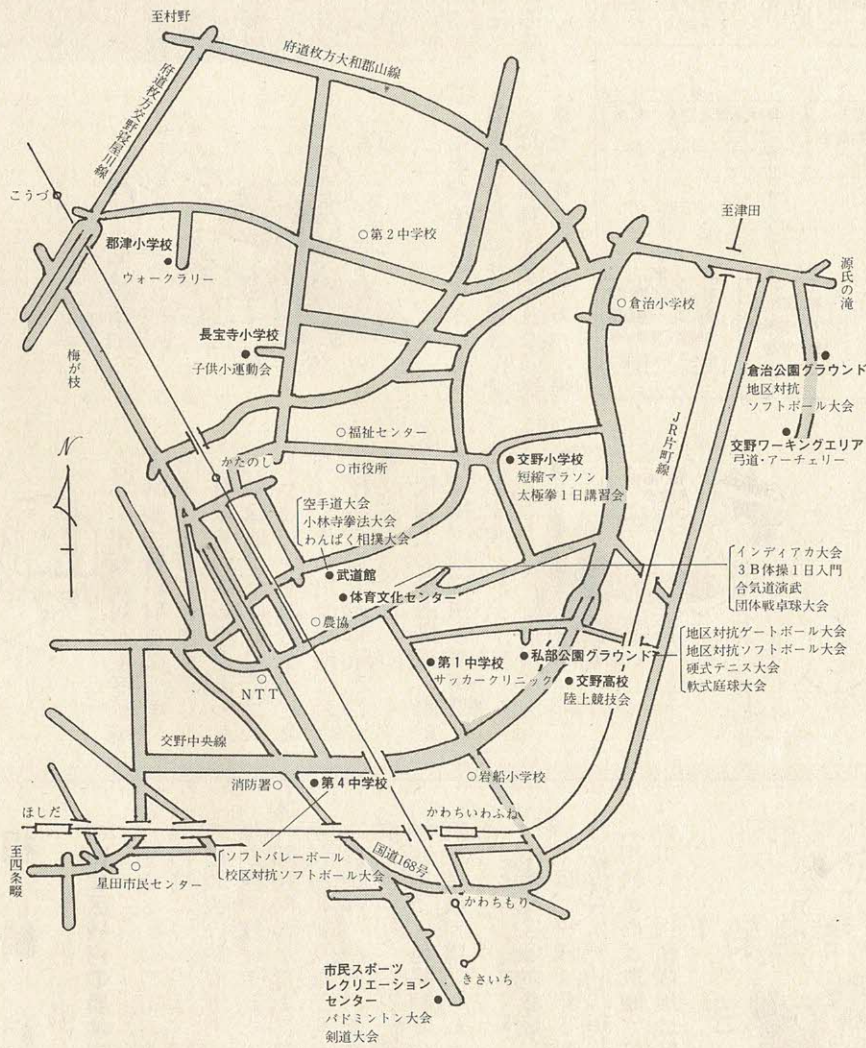 至村野
府道枚方大和郡山線
府道枚方交野寝屋川線
こうづ
郡津小学校
ウォークラリー
第2中学校
至津田
源氏の滝
倉治小学校
長宝寺小学校
子供小運動会
梅が枝
倉治公園グラウンド
地区対抗
ソフトボール大会
JR片町線
福祉センター
交野ワーキングエリア
弓道・アーチェリー
N
かたのし
市役所
交野小学校
短縮マラソン
太極拳1日講習会
空手道大会
小林寺拳法大会
わんぱく相撲大会
武道館
体育文化センター
インディアカ大会
3B体操1日入門
合気道演武
団体戦卓球大会
農協
NTT
第1中学校
サッカークリニック
私部公園グラウンド
地区対抗ゲートボール大会
地区対抗ソフトボール大会
硬式テニス大会
軟式庭球大会
交野高校
陸上競技会
交野中央線
消防署
第4中学校
岩船小学校
ほしだ
かわちいわふね
至四条畷
星田市民センター
ソフトバレーボール
校区対抗ソフトボール大会
国道168号
かわちもり
きさいち
市民スポーツ
レクリエーション
センター
バドミントン大会
剣道大会